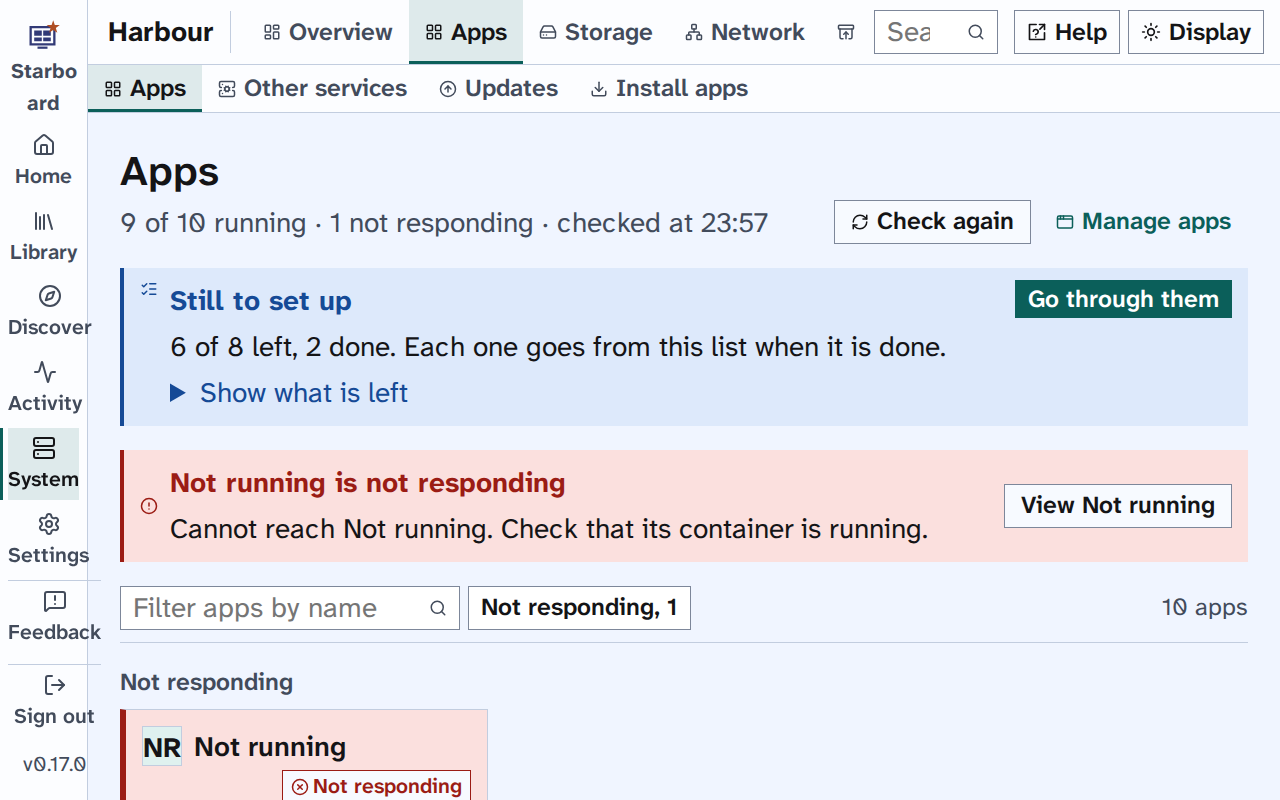 Starbo
ard
Home
Library
Discover
Activity
System
Settings
Feedback
Sign out
v0.17.0
Harbour
Overview
Apps
Storage
Network
Sea
Help
Display
Apps
Other services
Updates
Install apps
Apps
9 of 10 running · 1 not responding · checked at 23:57
Check again
Manage apps
Still to set up
Go through them
6 of 8 left, 2 done. Each one goes from this list when it is done.
Show what is left
Not running is not responding
Cannot reach Not running. Check that its container is running.
View Not running
Filter apps by name
Not responding, 1
10 apps
Not responding
NR
Not running
Not responding